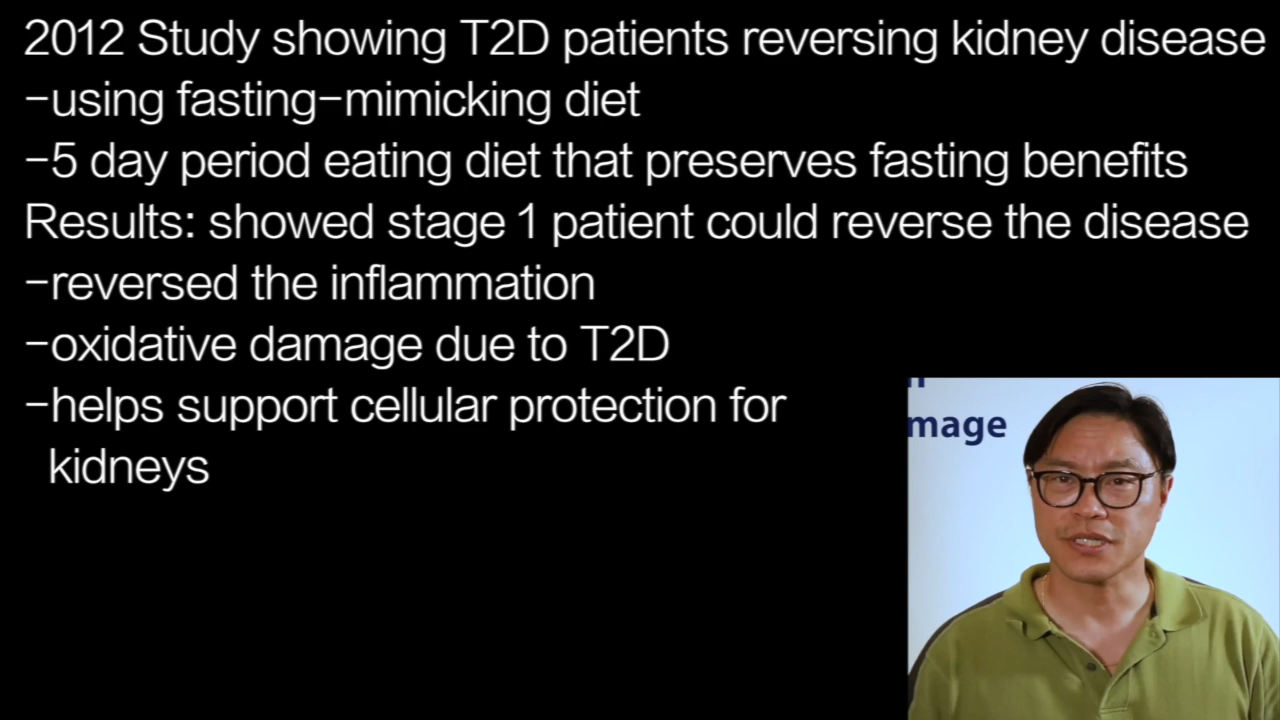 2012 Study showing T2D patients reversing kidney disease
-using fasting-mimicking diet
-5 day period eating diet that preserves fasting benefits
Results: showed stage 1 patient could reverse the disease
-reversed the inflammation
-oxidative damage due to T2D
-helps support cellular protection for
kidneys
mage